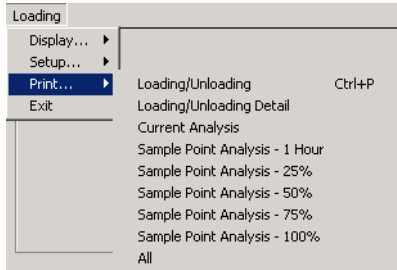 Loading
Display...
Setup...
Print...
Exit
Loading/Unloading Ctrl+P
Loading/Unloading Detail
Current Analysis
Sample Point Analysis - 1 Hour
Sample Point Analysis - 25%
Sample Point Analysis - 50%
Sample Point Analysis - 75%
Sample Point Analysis - 100%
All